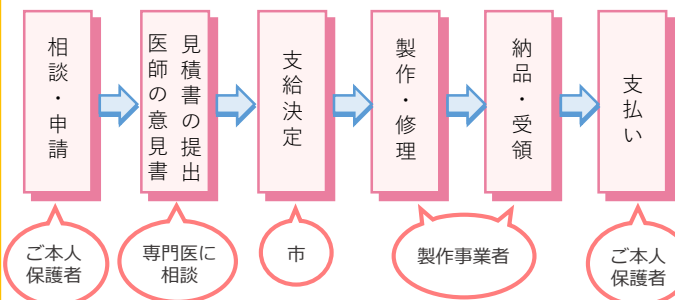 相談・申請
見積書の提出
医師の意見書
支給決定
製作・修理
納品・受領
支払い
ご本人
保護者
専門医に
相談
市
製作事業者
ご本人
保護者